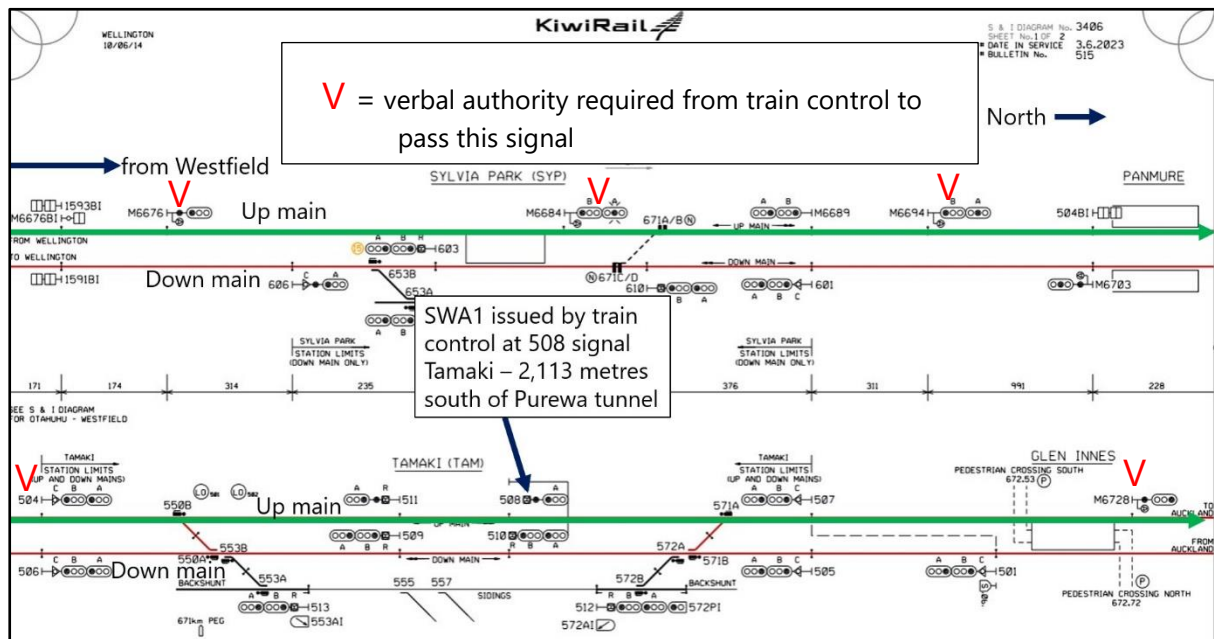 WELLINGTON
10/06/14
KiwiRail
S & I DIAGRAM No. 3406
SHEET No.1 OF 2
DATE IN SERVICE 3.6.2023
BULLETIN No. 515
V = verbal authority required from train control to
pass this signal
North
from Westfield
V
V
V
SYLVIA PARK (SYP)
PANMURE
1593BI
M6676BI
M6676
Up main
M6684
B A
671A/B N
A B
M6689
M6694
B A
504BI
UP MAIN
FROM WELLINGTON
TO WELLINGTON
15
A B R
603
DOWN MAIN
1591BI
Down main
C A
606
653B
653A
N 671C/D
610
B A
601
A B C
M6703
A B
SWA1 issued by train
control at 508 signal
Tamaki – 2,113 metres
south of Purewa tunnel
SYLVIA PARK
STATION LIMITS
(DOWN MAIN ONLY)
SYLVIA PARK
STATION LIMITS
(DOWN MAIN ONLY)
171 174 314 235 376 311 991 228
SEE S & I DIAGRAM
FOR OTAHUHU - WESTFIELD
V
TAMAKI
STATION LIMITS
(UP AND DOWN MAINS)
TAMAKI (TAM)
TAMAKI
STATION LIMITS
(UP AND DOWN MAINS)
GLEN INNES
V
PEDESTRIAN CROSSING SOUTH
672.53 P
504
C B A
LO 501
LO 502
A R
511
508
A B C
507
M6728
550B
Up main
571A
TO
AUCKLAND
509
A B R
UP MAIN
510
R B A
FROM
AUCKLAND
553B
550A
DOWN MAIN
572A
571B
506
C B A
Down main
BACKSHUNT
553A
555 557
SIDINGS
572B
BACKSHUNT
505
A B C
501
A B C
P
PEDESTRIAN CROSSING NORTH
672.72
A B R
513
553AI
512
R B A
572PI
572AI
671km PEG